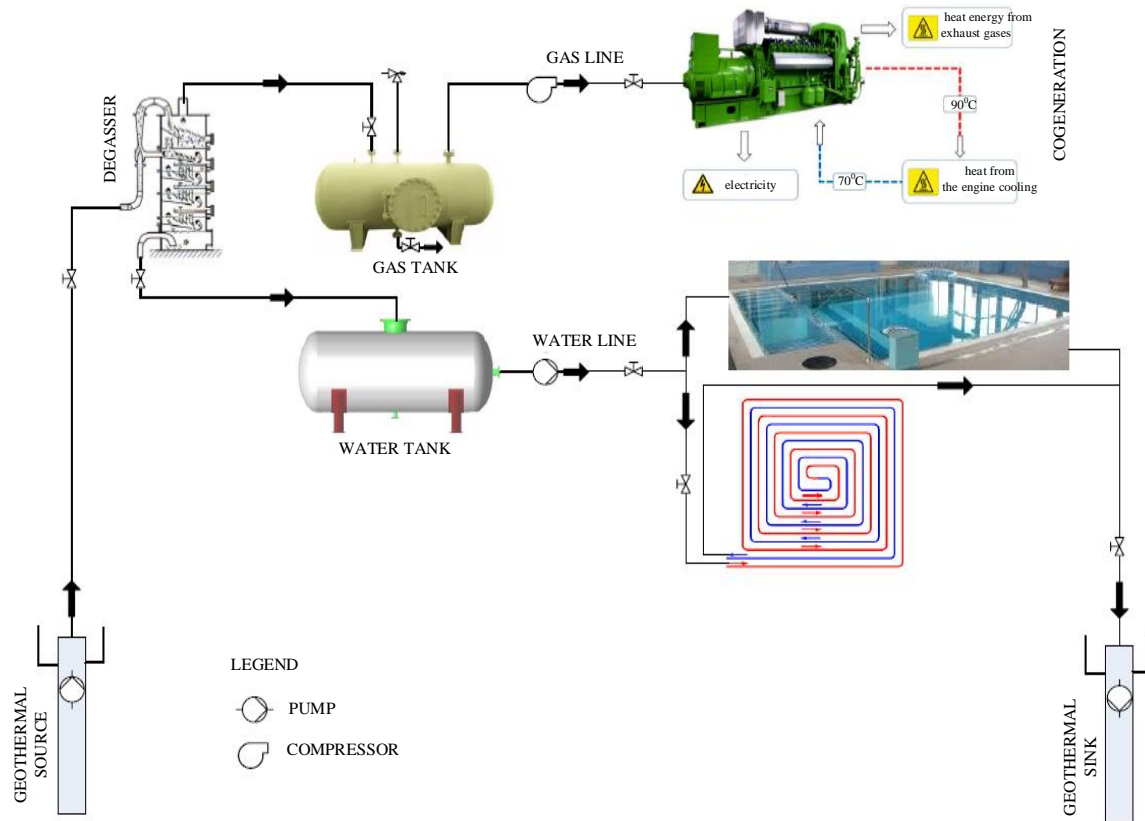 heat energy from
exhaust gases
GAS LINE
90⁰C
COGENERATION
DEGASSER
electricity
70⁰C
heat from
the engine cooling
GAS TANK
WATER LINE
WATER TANK
LEGEND
PUMP
COMPRESSOR
GEOTHERMAL
SOURCE
GEOTHERMAL
SINK